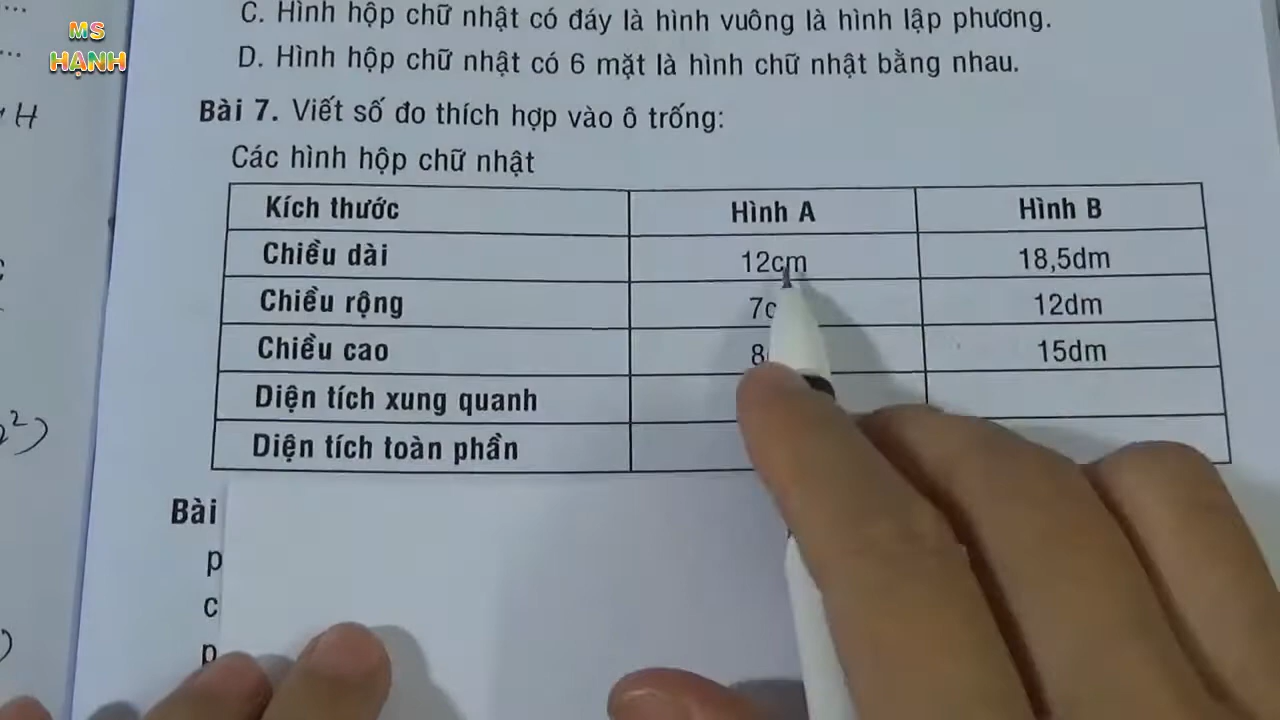 MS
HẠNH
C. Hình hộp chữ nhật có đáy là hình vuông là hình lập phương.
D. Hình hộp chữ nhật có 6 mặt là hình chữ nhật bằng nhau.
H
Bài 7. Viết số đo thích hợp vào ô trống:
Các hình hộp chữ nhật
Kích thước Hình A Hình B
Chiều dài 12cm 18,5dm
Chiều rộng 7c 12dm
Chiều cao 8 15dm
Diện tích xung quanh
Diện tích toàn phần
2)
Bài
p
c
p
)